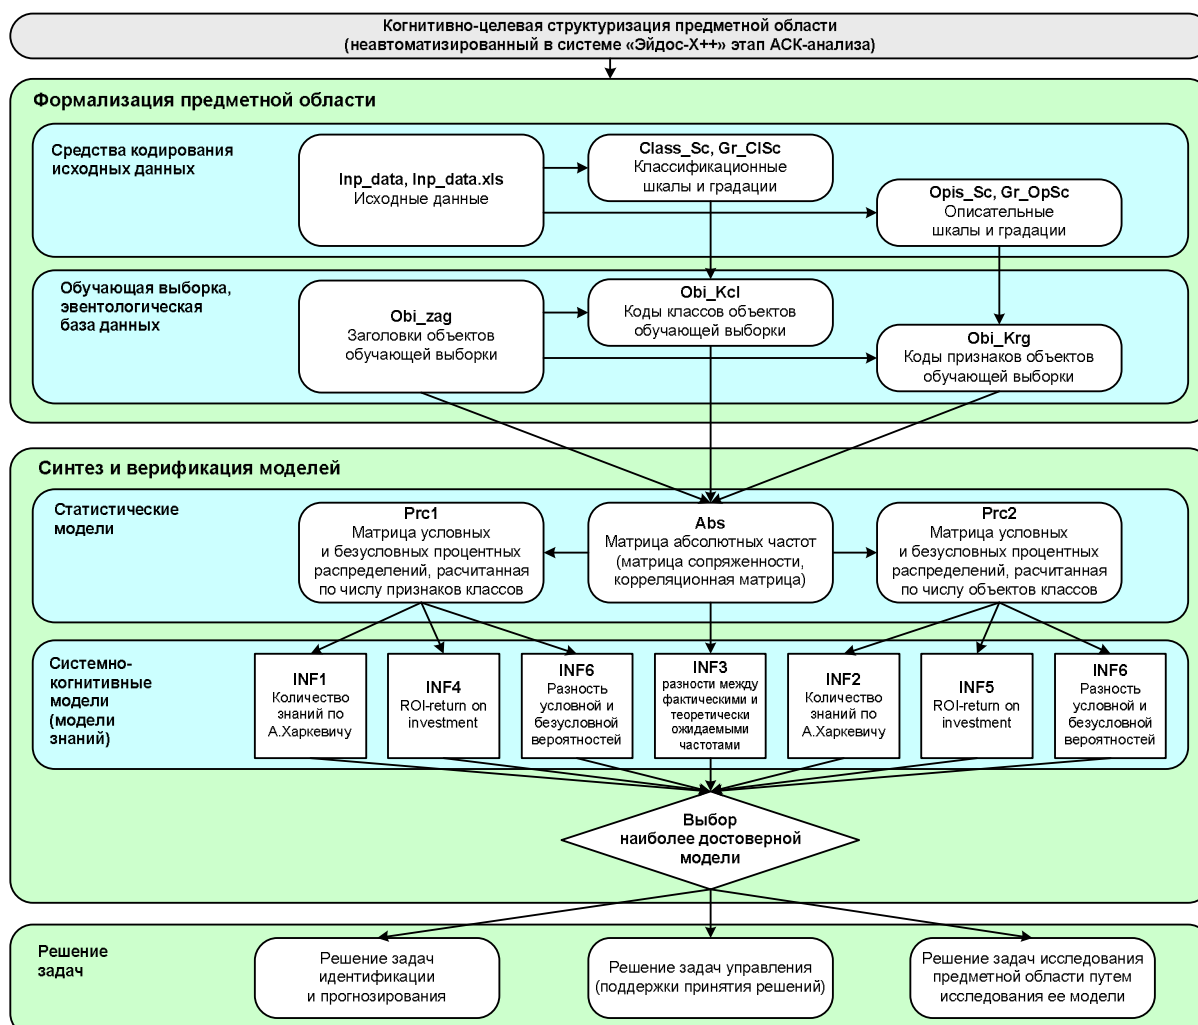 Когнитивно-целевая структуризация предметной области
(неавтоматизированный в системе «Эйдос-Х++» этап АСК-анализа)
Формализация предметной области
Средства кодирования
исходных данных
Inp_data, Inp_data.xls
Исходные данные
Class_Sc, Gr_ClSc
Классификационные
шкалы и градации
Opis_Sc, Gr_OpSc
Описательные
шкалы и градации
Обучающая выборка,
эвентологическая
база данных
Obi_zag
Заголовки объектов
обучающей выборки
Obi_Kcl
Коды классов объектов
обучающей выборки
Obi_Krg
Коды признаков объектов
обучающей выборки
Синтез и верификация моделей
Статистические
модели
Prc1
Матрица условных
и безусловных процентных
распределений, расчитанная
по числу признаков классов
Abs
Матрица абсолютных частот
(матрица сопряженности,
корреляционная матрица)
Prc2
Матрица условных
и безусловных процентных
распределений, расчитанная
по числу объектов классов
Системно-
когнитивные
модели
(модели
знаний)
INF1
Количество
знаний по
А.Харкевичу
INF4
ROI-return on
investment
INF6
Разность
условной и
безусловной
вероятностей
INF3
разности между
фактическими и
теоретически
ожидаемыми
частотами
INF2
Количество
знаний по
А.Харкевичу
INF5
ROI-return on
investment
INF6
Разность
условной и
безусловной
вероятностей
Выбор
наиболее достоверной
модели
Решение
задач
Решение задач
идентификации
и прогнозирования
Решение задач управления
(поддержки принятия решений)
Решение задач исследования
предметной области путем
исследования ее модели